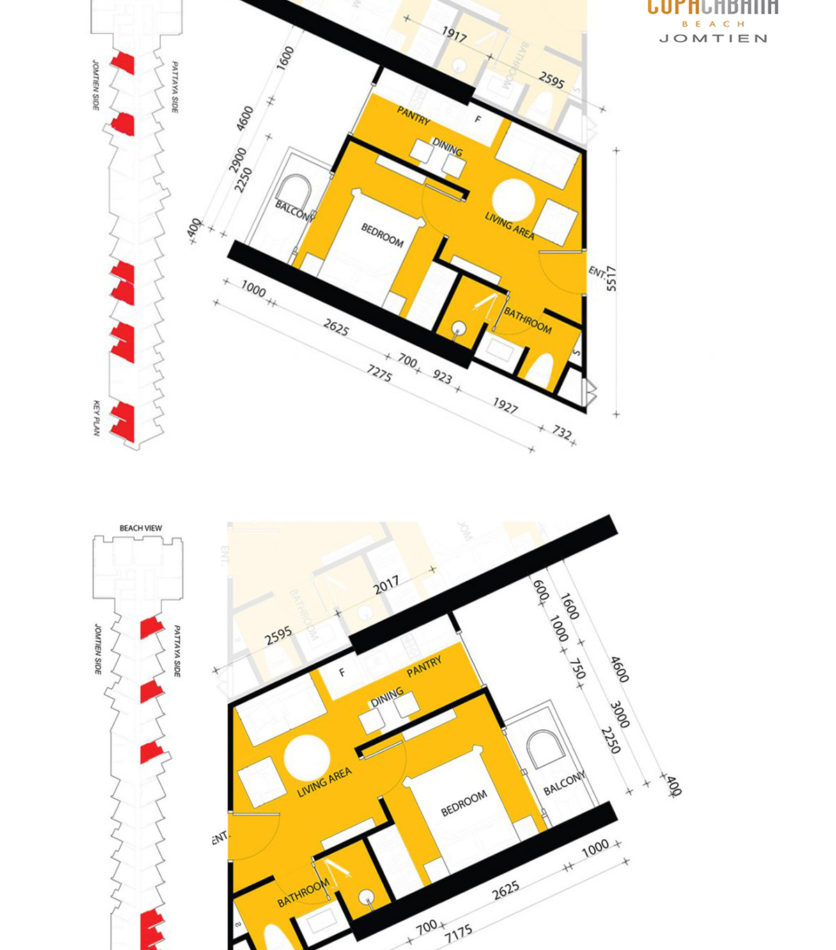 COPACABANA
BEACH
JOMTIEN
JOMTIEN SIDE
PATTAYA SIDE
KEY PLAN
1917
2595
1600
4600
2900
2250
400
BATHROOM
PANTRY
F
DINING
LIVING AREA
BEDROOM
BALCONY
ENT.
5517
BATHROOM
S
1000
2625
700
7275
923
1927
732
BEACH VIEW
JOMTIEN SIDE
PATTAYA SIDE
ENT.
2017
2595
BATHROOM
600
1600
1000
750
4600
3000
2250
400
F
PANTRY
DINING
LIVING AREA
BEDROOM
BALCONY
ENT.
BATHROOM
S
1000
2625
700
7175